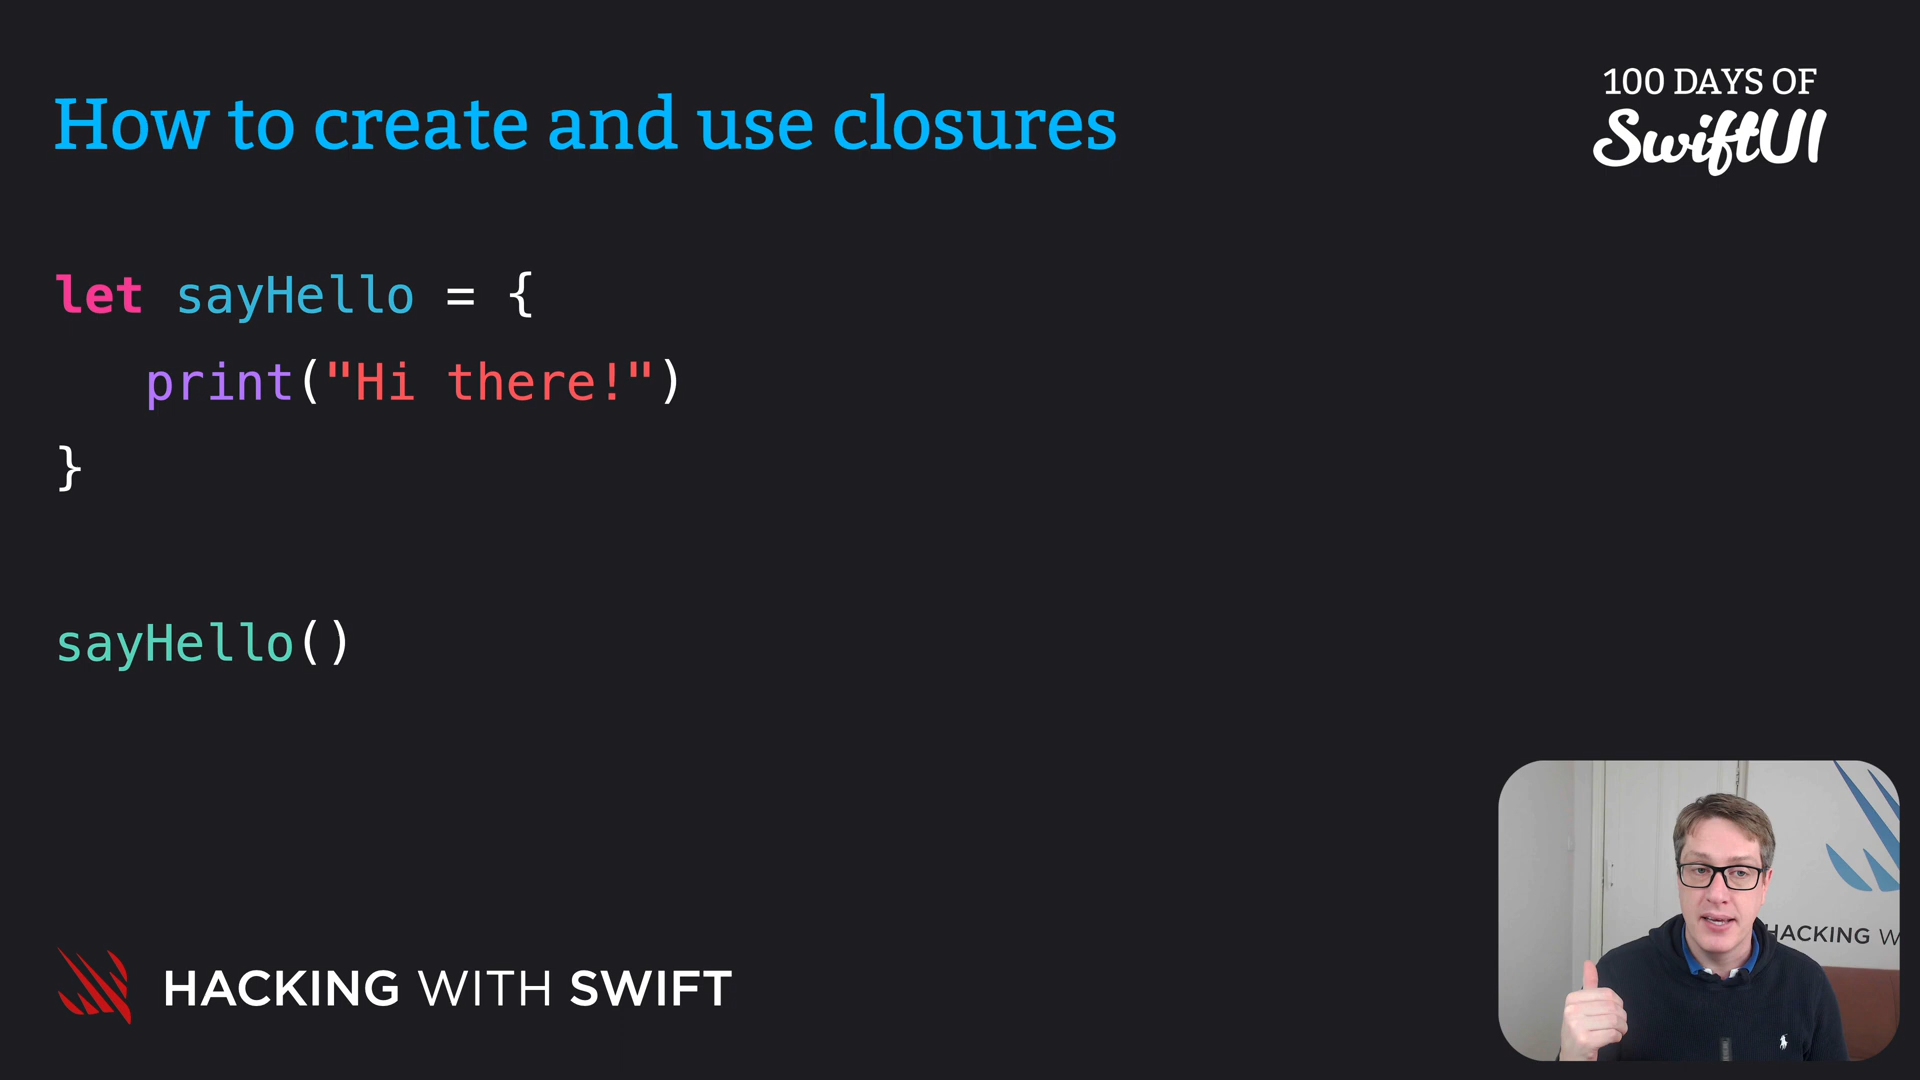 How to create and use closures
100 DAYS OF
SwiftUI
let sayHello = {
print("Hi there!")
}
sayHello()
HACKING WITH SWIFT
HACKING W